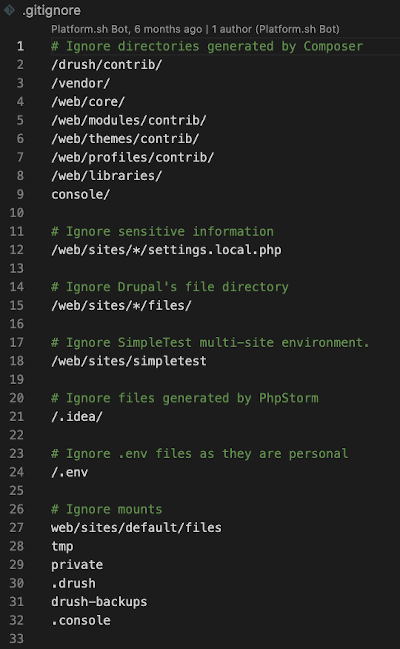 .gitignore
Platform.sh Bot, 6 months ago | 1 author (Platform.sh Bot)
1 # Ignore directories generated by Composer
2 /drush/contrib/
3 /vendor/
4 /web/core/
5 /web/modules/contrib/
6 /web/themes/contrib/
7 /web/profiles/contrib/
8 /web/libraries/
9 console/
10
11 # Ignore sensitive information
12 /web/sites/*/settings.local.php
13
14 # Ignore Drupal's file directory
15 /web/sites/*/files/
16
17 # Ignore SimpleTest multi-site environment.
18 /web/sites/simpletest
19
20 # Ignore files generated by PhpStorm
21 /.idea/
22
23 # Ignore .env files as they are personal
24 /.env
25
26 # Ignore mounts
27 web/sites/default/files
28 tmp
29 private
30 .drush
31 drush-backups
32 .console
33